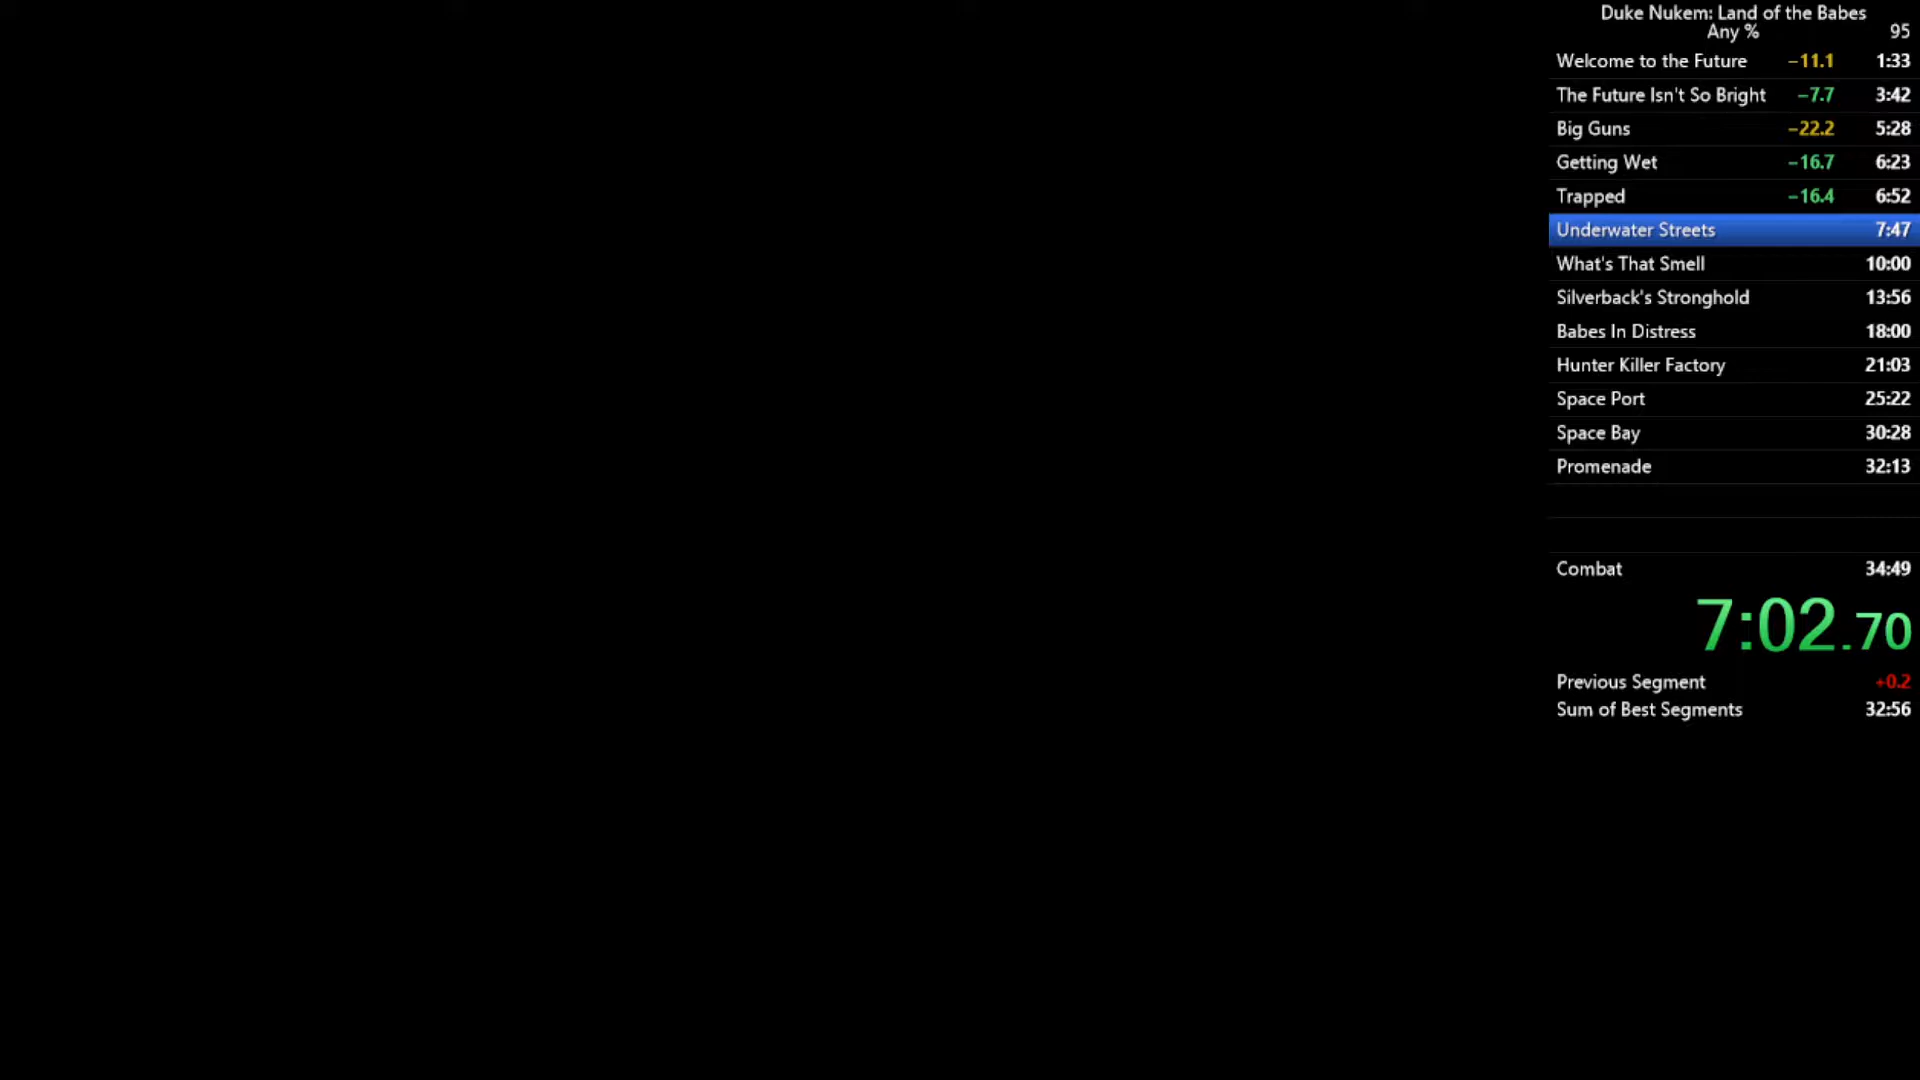 Duke Nukem: Land of the Babes
Any % 95
Welcome to the Future −11.1 1:33
The Future Isn't So Bright −7.7 3:42
Big Guns −22.2 5:28
Getting Wet −16.7 6:23
Trapped −16.4 6:52
Underwater Streets 7:47
What's That Smell 10:00
Silverback's Stronghold 13:56
Babes In Distress 18:00
Hunter Killer Factory 21:03
Space Port 25:22
Space Bay 30:28
Promenade 32:13
Combat 34:49
7:02.70
Previous Segment +0.2
Sum of Best Segments 32:56